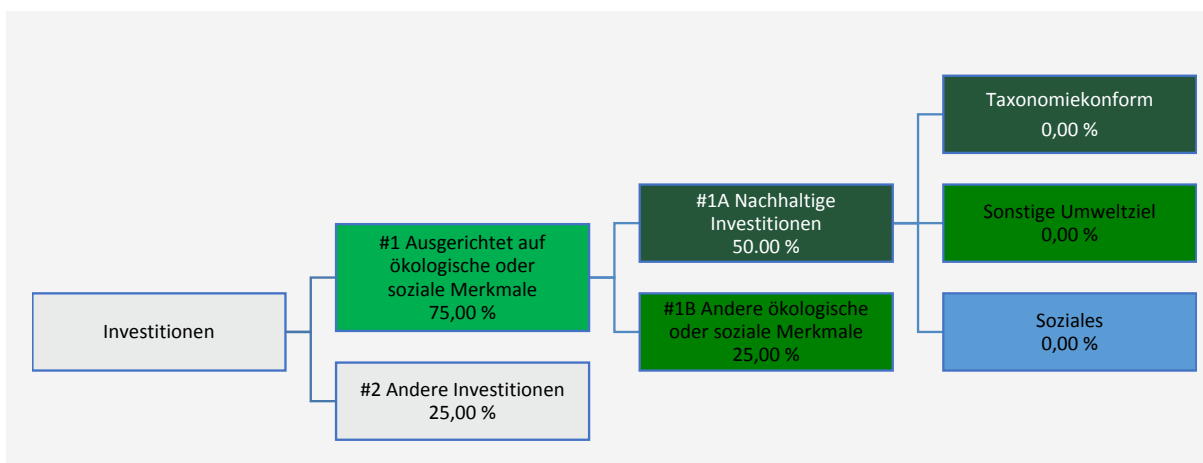 Investitionen
#1 Ausgerichtet auf
ökologische oder
soziale Merkmale
75,00 %
#2 Andere Investitionen
25,00 %
#1A Nachhaltige
Investitionen
50.00 %
#1B Andere ökologische
oder soziale Merkmale
25,00 %
Taxonomiekonform
0,00 %
Sonstige Umweltziel
0,00 %
Soziales
0,00 %